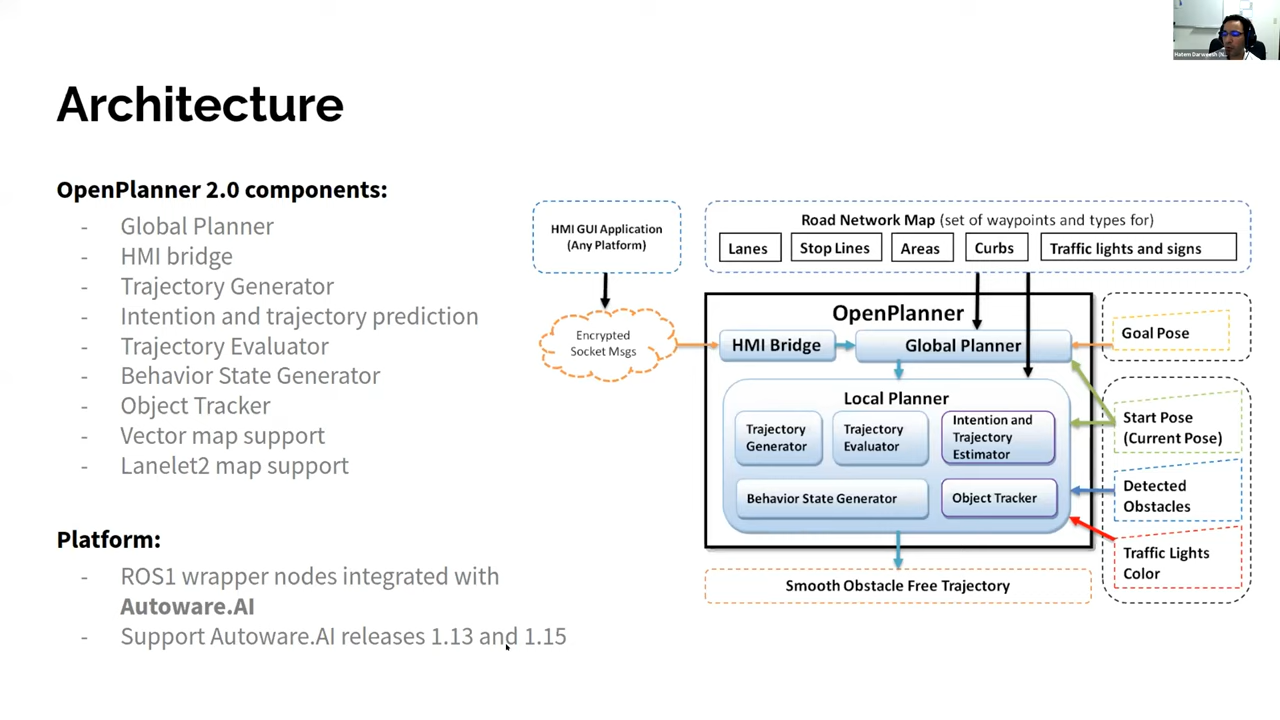 Hatem Darweesh (N...
Architecture
OpenPlanner 2.0 components:
- Global Planner
- HMI bridge
- Trajectory Generator
- Intention and trajectory prediction
- Trajectory Evaluator
- Behavior State Generator
- Object Tracker
- Vector map support
- Lanelet2 map support
Platform:
- ROS1 wrapper nodes integrated with
Autoware.AI
- Support Autoware.AI releases 1.13 and 1.15
HMI GUI Application
(Any Platform)
Encrypted
Socket Msgs
Road Network Map (set of waypoints and types for)
Lanes
Stop Lines
Areas
Curbs
Traffic lights and signs
OpenPlanner
HMI Bridge
Global Planner
Local Planner
Trajectory
Generator
Trajectory
Evaluator
Intention and
Trajectory
Estimator
Behavior State Generator
Object Tracker
Smooth Obstacle Free Trajectory
Goal Pose
Start Pose
(Current Pose)
Detected
Obstacles
Traffic Lights
Color